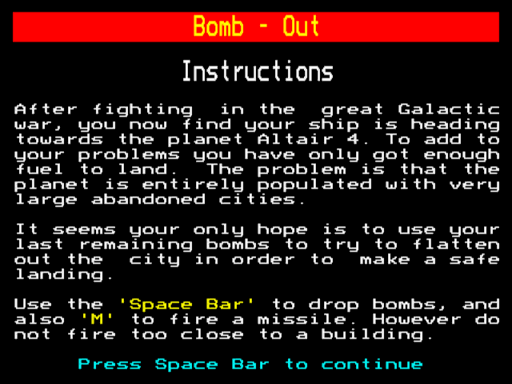 Bomb - Out
Instructions
After fighting  in the  great Galactic
war, you now find your ship is heading
towards the planet Altair 4. To add to
your problems you have only got enough
fuel to land.  The problem is that the
planet is entirely populated with very
large abandoned cities.
It seems your only hope is to use your
last remaining bombs to try to flatten
out the  city in order to  make a safe
landing.
Use the 'Space Bar' to drop bombs, and
also 'M' to fire a missile. However do
not fire too close to a building.
Press Space Bar to continue